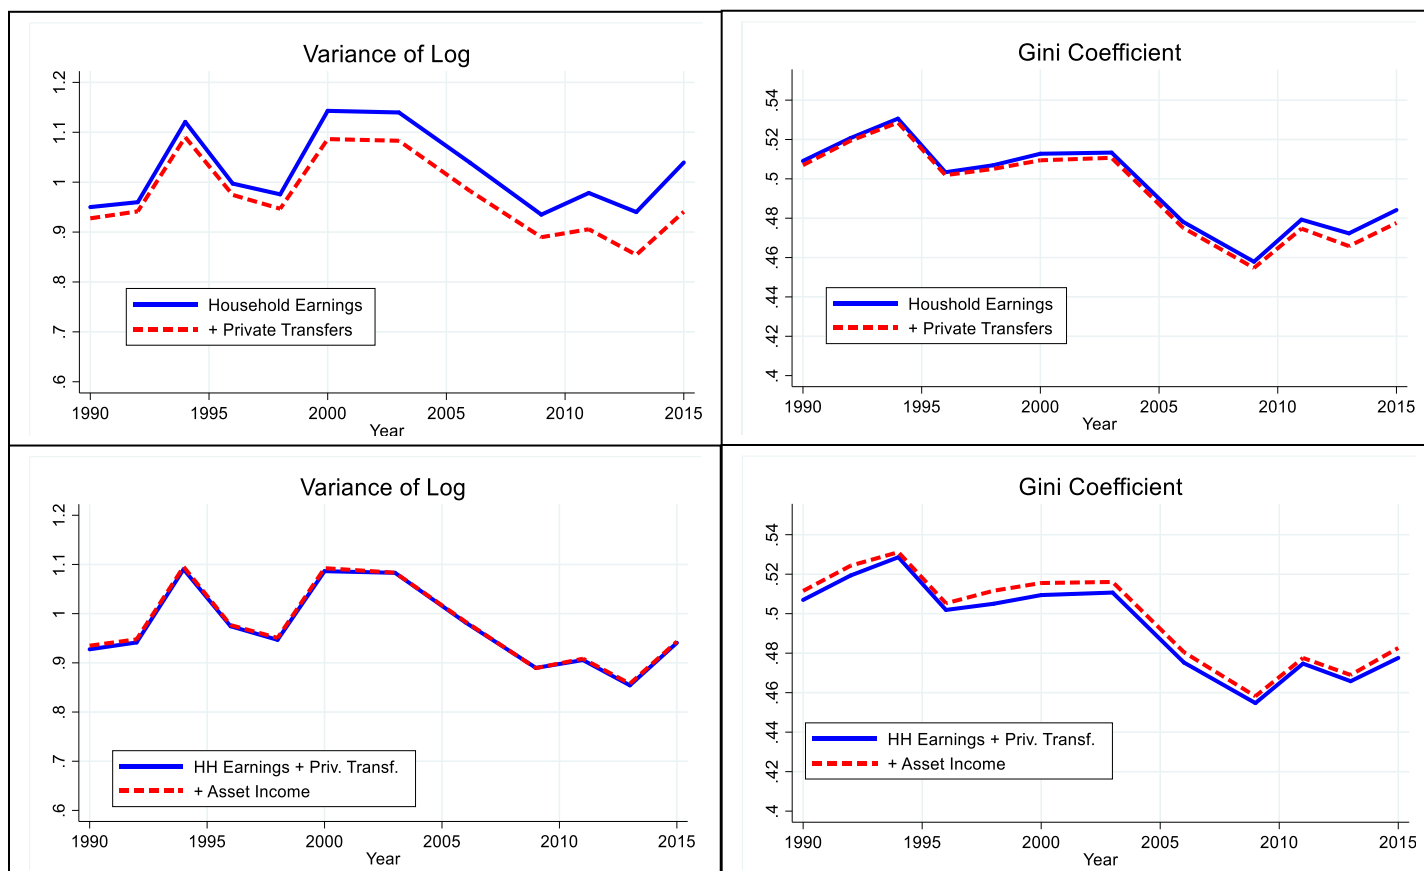 Variance of Log
1.2
1.1
1
.9
.8
.7
.6
Household Earnings
+ Private Transfers
1990 1995 2000 2005 2010 2015
Year
Gini Coefficient
.54
.52
.5
.48
.46
.44
.42
.4
Houshold Earnings
+ Private Transfers
1990 1995 2000 2005 2010 2015
Year
Variance of Log
1.2
1.1
1
.9
.8
.7
.6
HH Earnings + Priv. Transf.
+ Asset Income
1990 1995 2000 2005 2010 2015
Year
Gini Coefficient
.54
.52
.5
.48
.46
.44
.42
.4
HH Earnings + Priv. Transf.
+ Asset Income
1990 1995 2000 2005 2010 2015
Year